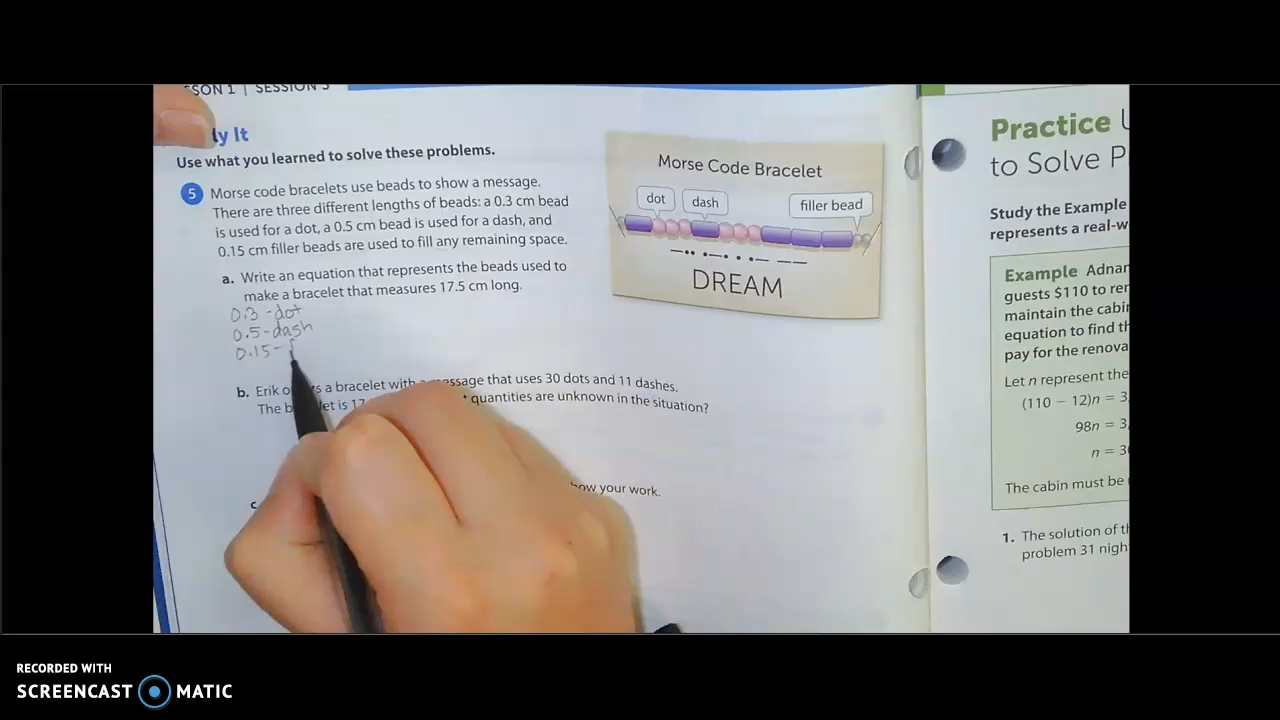 SON 1 | SESSION 3
ly It
Use what you learned to solve these problems.
5 Morse code bracelets use beads to show a message.
There are three different lengths of beads: a 0.3 cm bead
is used for a dot, a 0.5 cm bead is used for a dash, and
0.15 cm filler beads are used to fill any remaining space.
a. Write an equation that represents the beads used to
make a bracelet that measures 17.5 cm long.
0.3 - dot
0.5 - dash
0.15 -
b. Erik a bracelet with a message that uses 30 dots and 11 dashes.
The let is 17 quantities are unknown in the situation?
c
how your work.
Morse Code Bracelet
dot dash filler bead
DREAM
Practice
to Solve P
Study the Example
represents a real-w
Example Adnan
guests $110 to ren
maintain the cabi
equation to find th
pay for the renova
Let n represent the
(110 − 12)n = 3,
98n = 3,
n = 3
The cabin must be
1. The solution of th
problem 31 nigh
RECORDED WITH
SCREENCAST MATIC